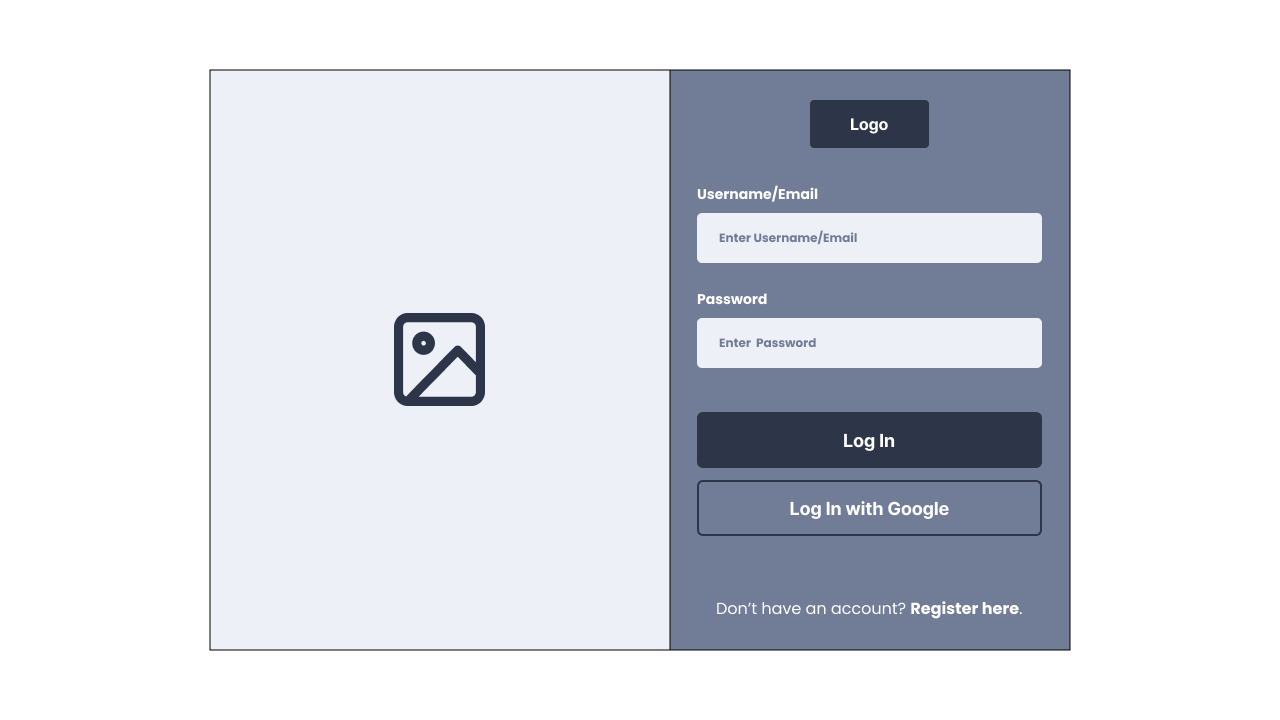 Logo
Username/Email
Enter Username/Email
Password
Enter  Password
Log In
Log In with Google
Don’t have an account? Register here.